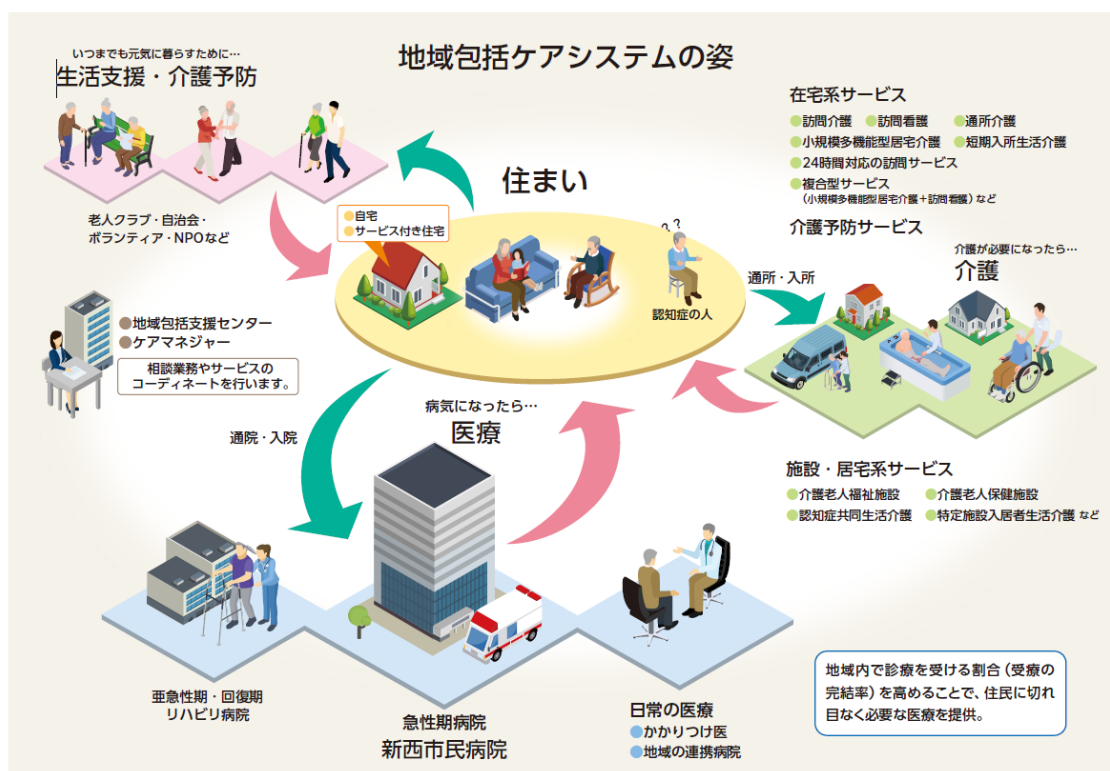 地域包括ケアシステムの姿
いつまでも元気に暮らすために…
生活支援・介護予防
老人クラブ・自治会・
ボランティア・NPOなど
住まい
●自宅
●サービス付き住宅
? ?
認知症の人
在宅系サービス
●訪問介護 ●訪問看護 ●通所介護
●小規模多機能型居宅介護 ●短期入所生活介護
●24時間対応の訪問サービス
●複合型サービス
(小規模多機能型居宅介護+訪問看護)など
介護予防サービス
介護が必要になったら…
介護
通所・入所
●地域包括支援センター
●ケアマネジャー
相談業務やサービスの
コーディネートを行います。
病気になったら…
医療
通院・入院
施設・居宅系サービス
●介護老人福祉施設 ●介護老人保健施設
●認知症共同生活介護 ●特定施設入居者生活介護 など
亜急性期・回復期
リハビリ病院
急性期病院
新西市民病院
日常の医療
●かかりつけ医
●地域の連携病院
地域内で診療を受ける割合(受療の
完結率)を高めることで、住民に切れ
目なく必要な医療を提供。